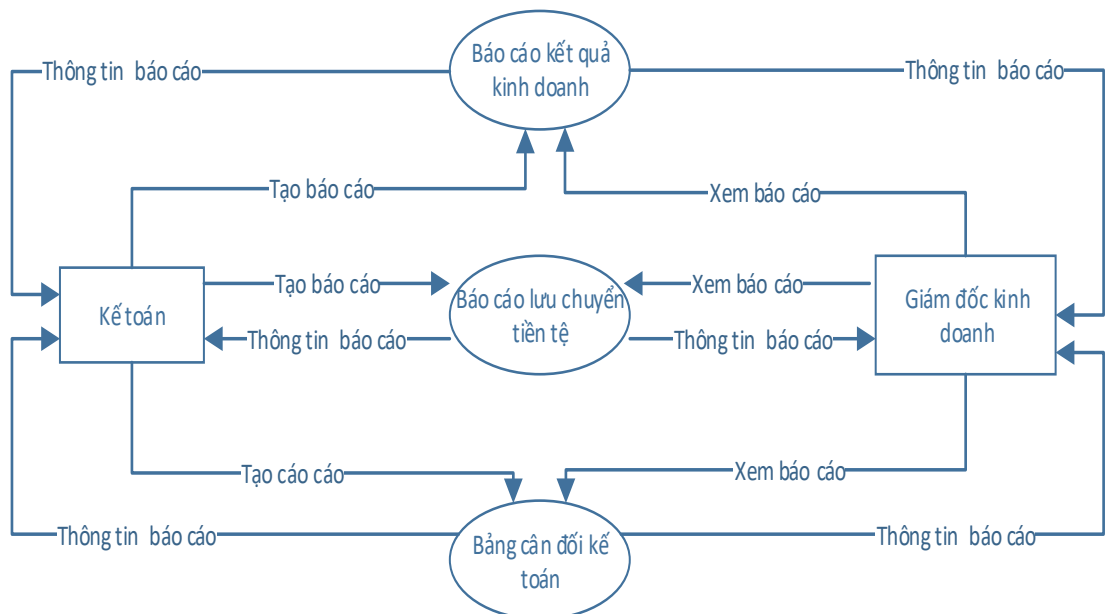 Báo cáo kết quả
kinh doanh
Thông tin báo cáo
Thông tin báo cáo
Tạo báo cáo
Xem báo cáo
Tạo báo cáo
Xem báo cáo
Kế toán
Báo cáo lưu chuyển
tiền tệ
Giám đốc kinh
doanh
Thông tin báo cáo
Thông tin báo cáo
Tạo cáo cáo
Xem báo cáo
Thông tin báo cáo
Thông tin báo cáo
Bảng cân đối kế
toán